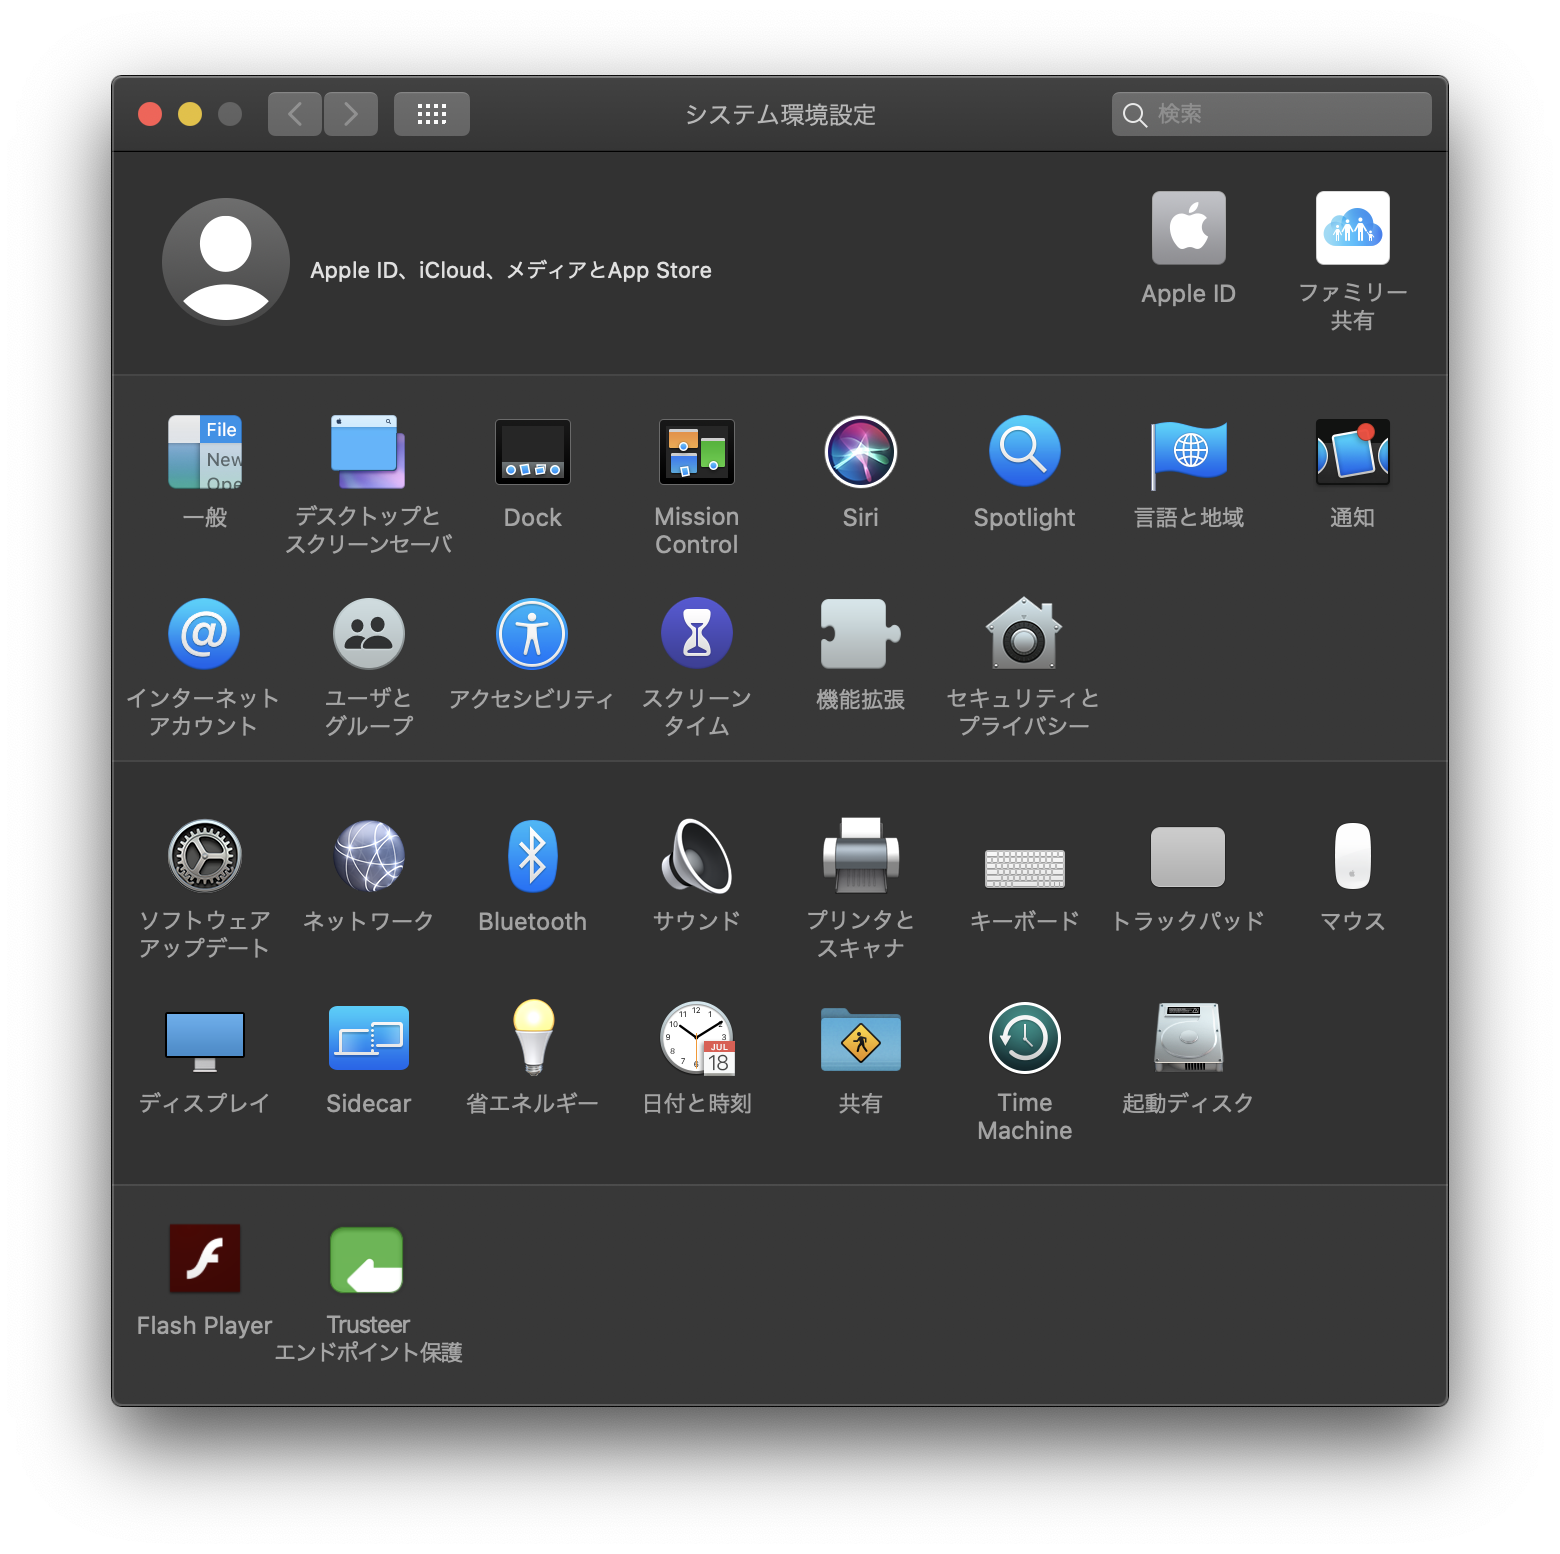 システム環境設定
検索
Apple ID、iCloud、メディアとApp Store
Apple ID
ファミリー
共有
File
New
Ope
一般
デスクトップと
スクリーンセーバ
Dock
Mission
Control
Siri
Spotlight
言語と地域
通知
@
インターネット
アカウント
ユーザと
グループ
アクセシビリティ
スクリーン
タイム
機能拡張
セキュリティと
プライバシー
ソフトウェア
アップデート
ネットワーク
Bluetooth
サウンド
プリンタと
スキャナ
キーボード
トラックパッド
マウス
ディスプレイ
Sidecar
省エネルギー
JUL
18
日付と時刻
共有
Time
Machine
起動ディスク
Flash Player
Trusteer
エンドポイント保護